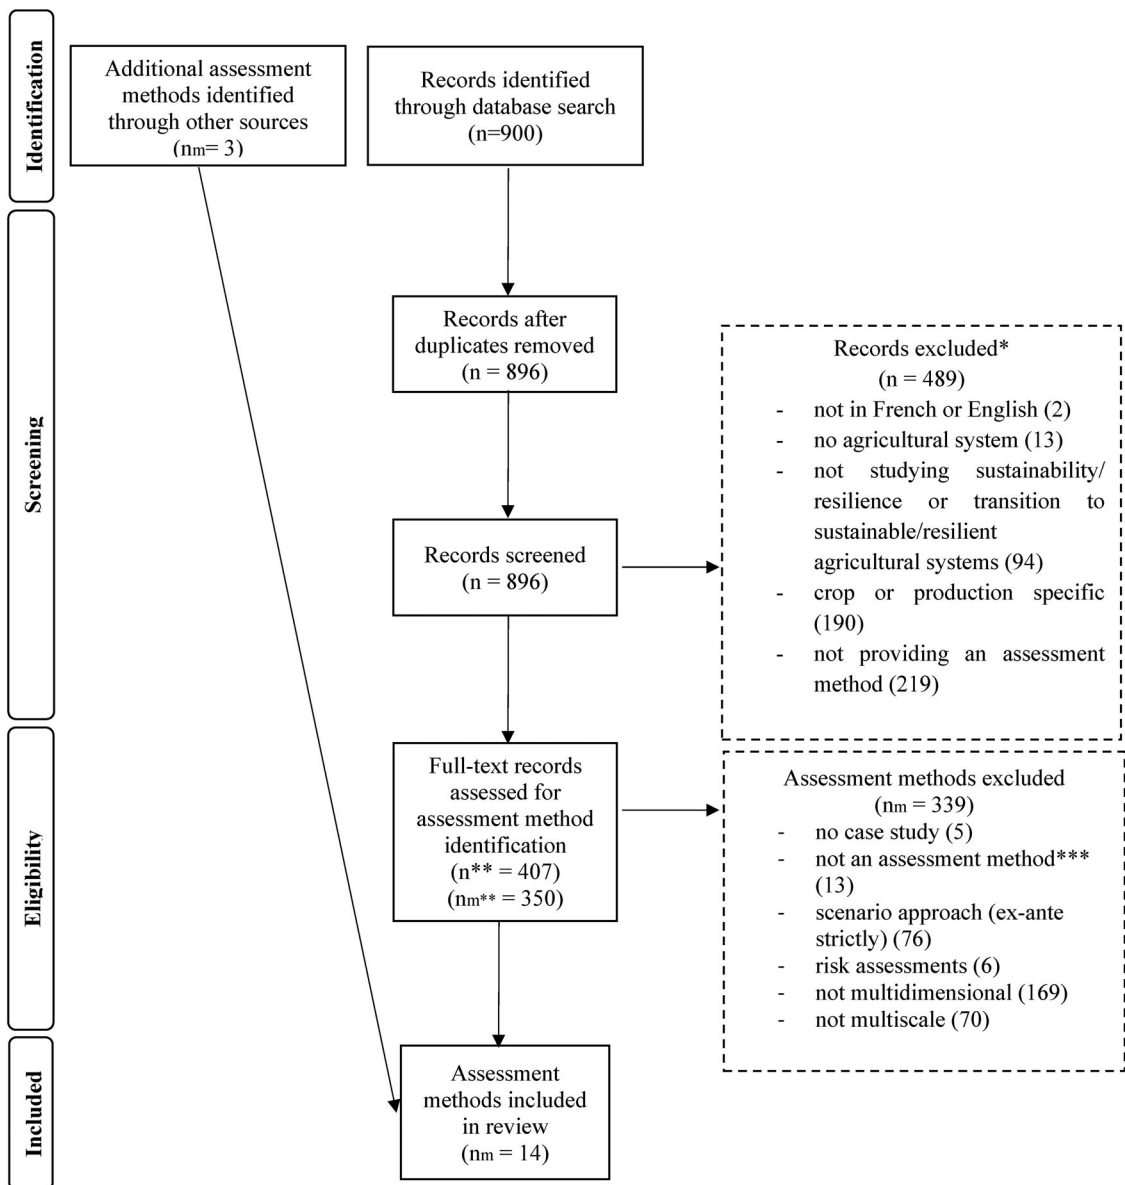 Identification
Additional assessment
methods identified
through other sources
(nm= 3)
Records identified
through database search
(n=900)
Screening
Records after
duplicates removed
(n = 896)
Records screened
(n = 896)
Records excluded*
(n = 489)
- not in French or English (2)
- no agricultural system (13)
- not studying sustainability/
resilience or transition to
sustainable/resilient
agricultural systems (94)
- crop or production specific
(190)
- not providing an assessment
method (219)
Eligibility
Full-text records
assessed for
assessment method
identification
(n** = 407)
(nm** = 350)
Assessment methods excluded
(nm = 339)
- no case study (5)
- not an assessment method***
(13)
- scenario approach (ex-ante
strictly) (76)
- risk assessments (6)
- not multidimensional (169)
- not multiscale (70)
Included
Assessment
methods included
in review
(nm = 14)